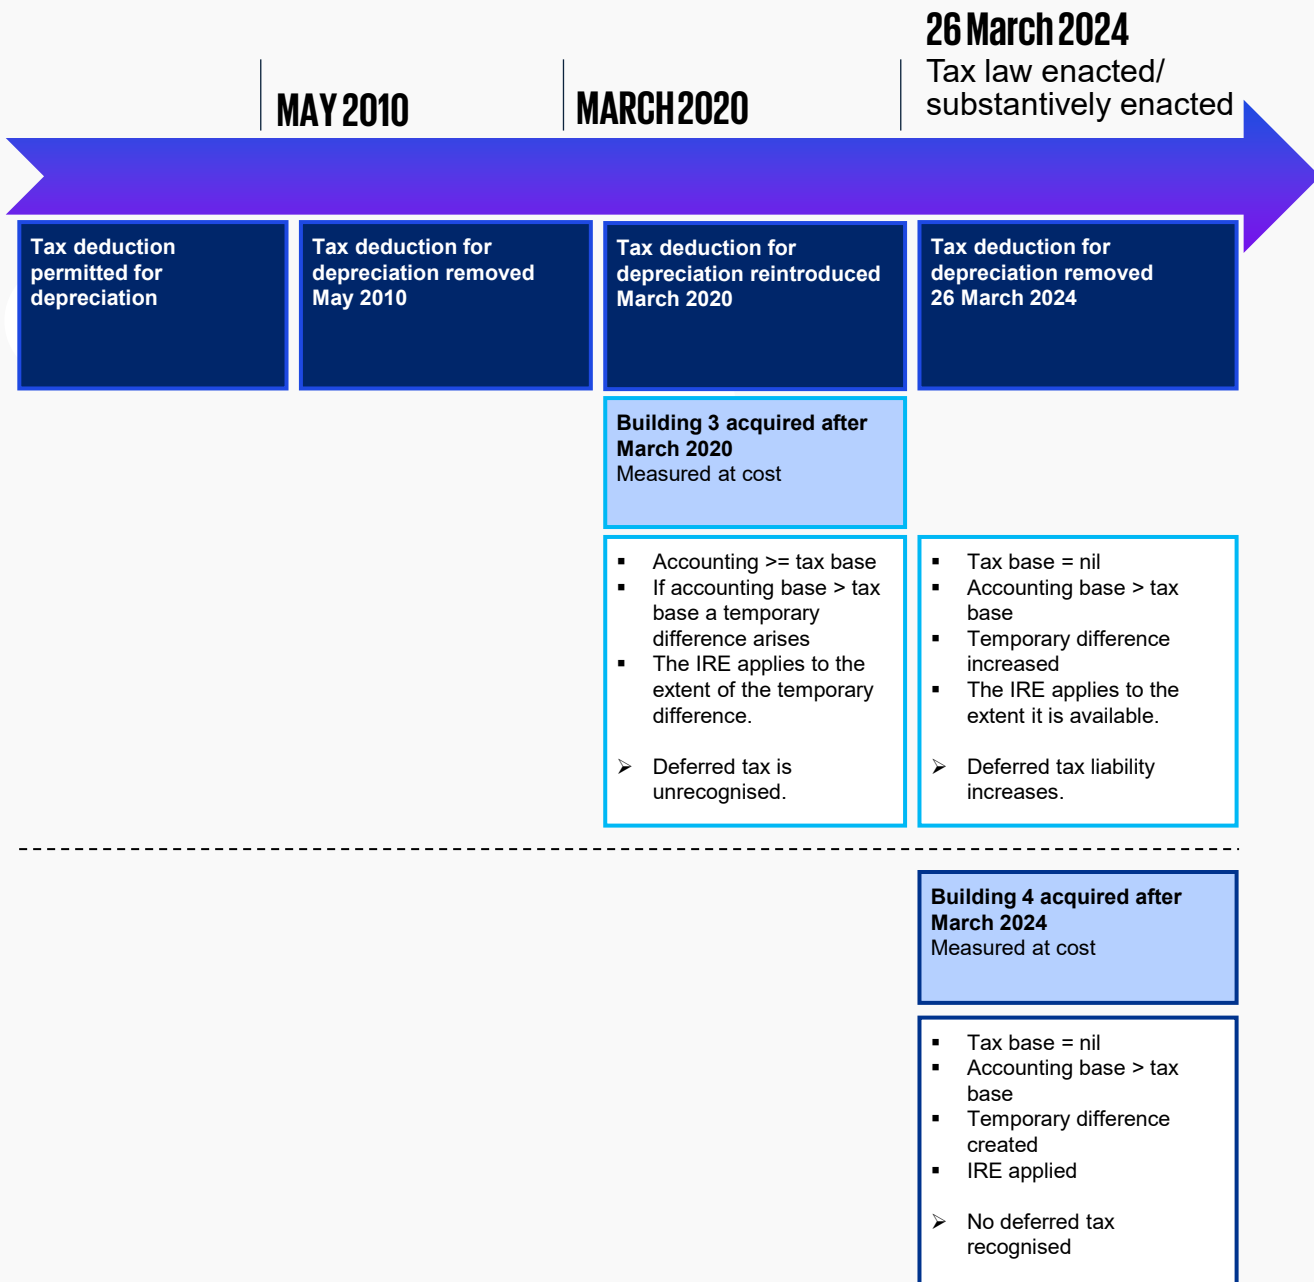 26 March 2024
Tax law enacted/
substantively enacted
MAY 2010
MARCH 2020
Tax deduction
permitted for
depreciation
Tax deduction for
depreciation removed
May 2010
Tax deduction for
depreciation reintroduced
March 2020
Tax deduction for
depreciation removed
26 March 2024
Building 3 acquired after
March 2020
Measured at cost
▪ Accounting >= tax base
▪ If accounting base > tax
base a temporary
difference arises
▪ The IRE applies to the
extent of the temporary
difference.
➢ Deferred tax is
unrecognised.
▪ Tax base = nil
▪ Accounting base > tax
base
▪ Temporary difference
increased
▪ The IRE applies to the
extent it is available.
➢ Deferred tax liability
increases.
Building 4 acquired after
March 2024
Measured at cost
▪ Tax base = nil
▪ Accounting base > tax
base
▪ Temporary difference
created
▪ IRE applied
➢ No deferred tax
recognised